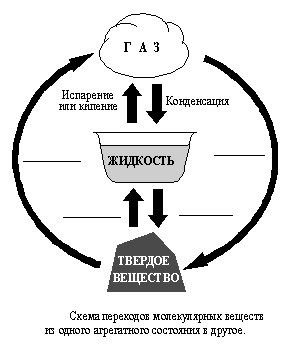 Г А З
Испарение
или кипение
Конденсация
ЖИДКОСТЬ
ТВЕРДОЕ
ВЕЩЕСТВО
Схема переходов молекулярных веществ
из одного агрегатного состояния в другое.